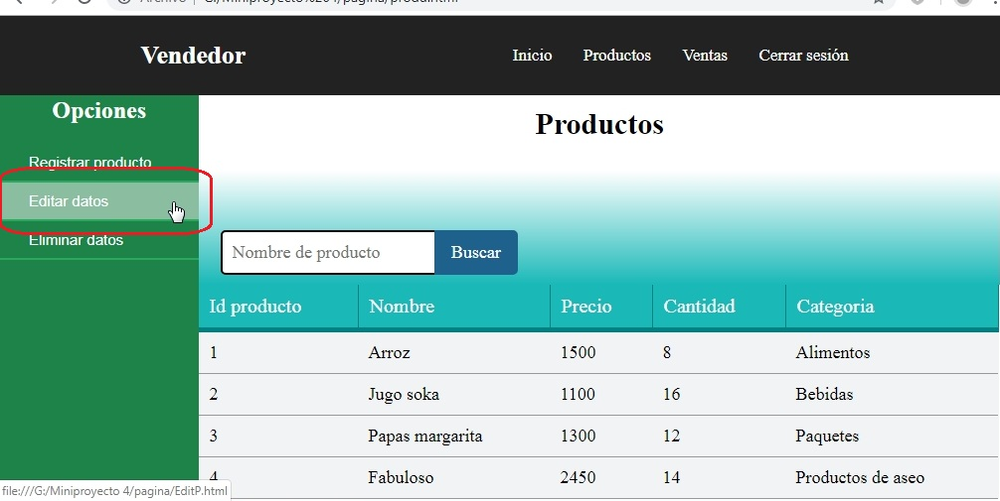 Archivo | G:/Miniproyecto%204/pagina/produ.html
Vendedor
Inicio Productos Ventas Cerrar sesión
Opciones
Registrar producto
Editar datos
Eliminar datos
Productos
Nombre de producto Buscar
Id producto Nombre Precio Cantidad Categoria
1 Arroz 1500 8 Alimentos
2 Jugo soka 1100 16 Bebidas
3 Papas margarita 1300 12 Paquetes
4 Fabuloso 2450 14 Productos de aseo
file:///G:/Miniproyecto 4/pagina/EditP.html